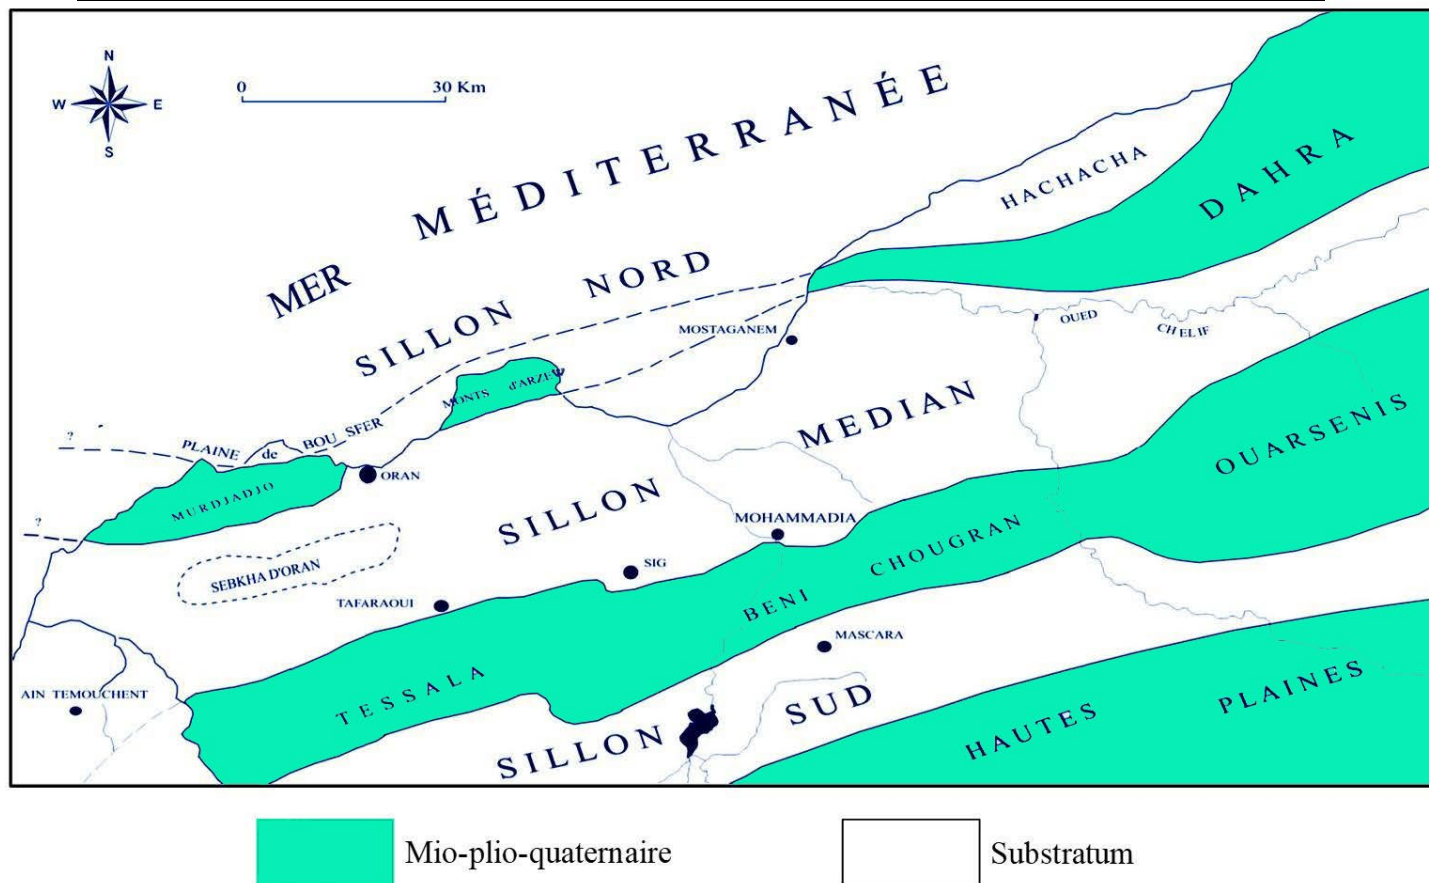 N
W E
S
0 30 Km
MER MÉDITERRANÉE
HACHACHA
DAHRA
SILLON NORD
MOSTAGANEM
OUED CHELIF
MONTS d'ARZEW
MEDIAN
OUARSENIS
?
PLAINE de BOUSFER
ORAN
MURDJADJO
SILLON
MOHAMMADIA
?
SEBKHA D'ORAN
SIG
BENI CHOUGRAN
TAFARAOUI
MASCARA
AIN TEMOUCHENT
TESSALA
SILLON SUD
HAUTES PLAINES
Mio-plio-quaternaire
Substratum